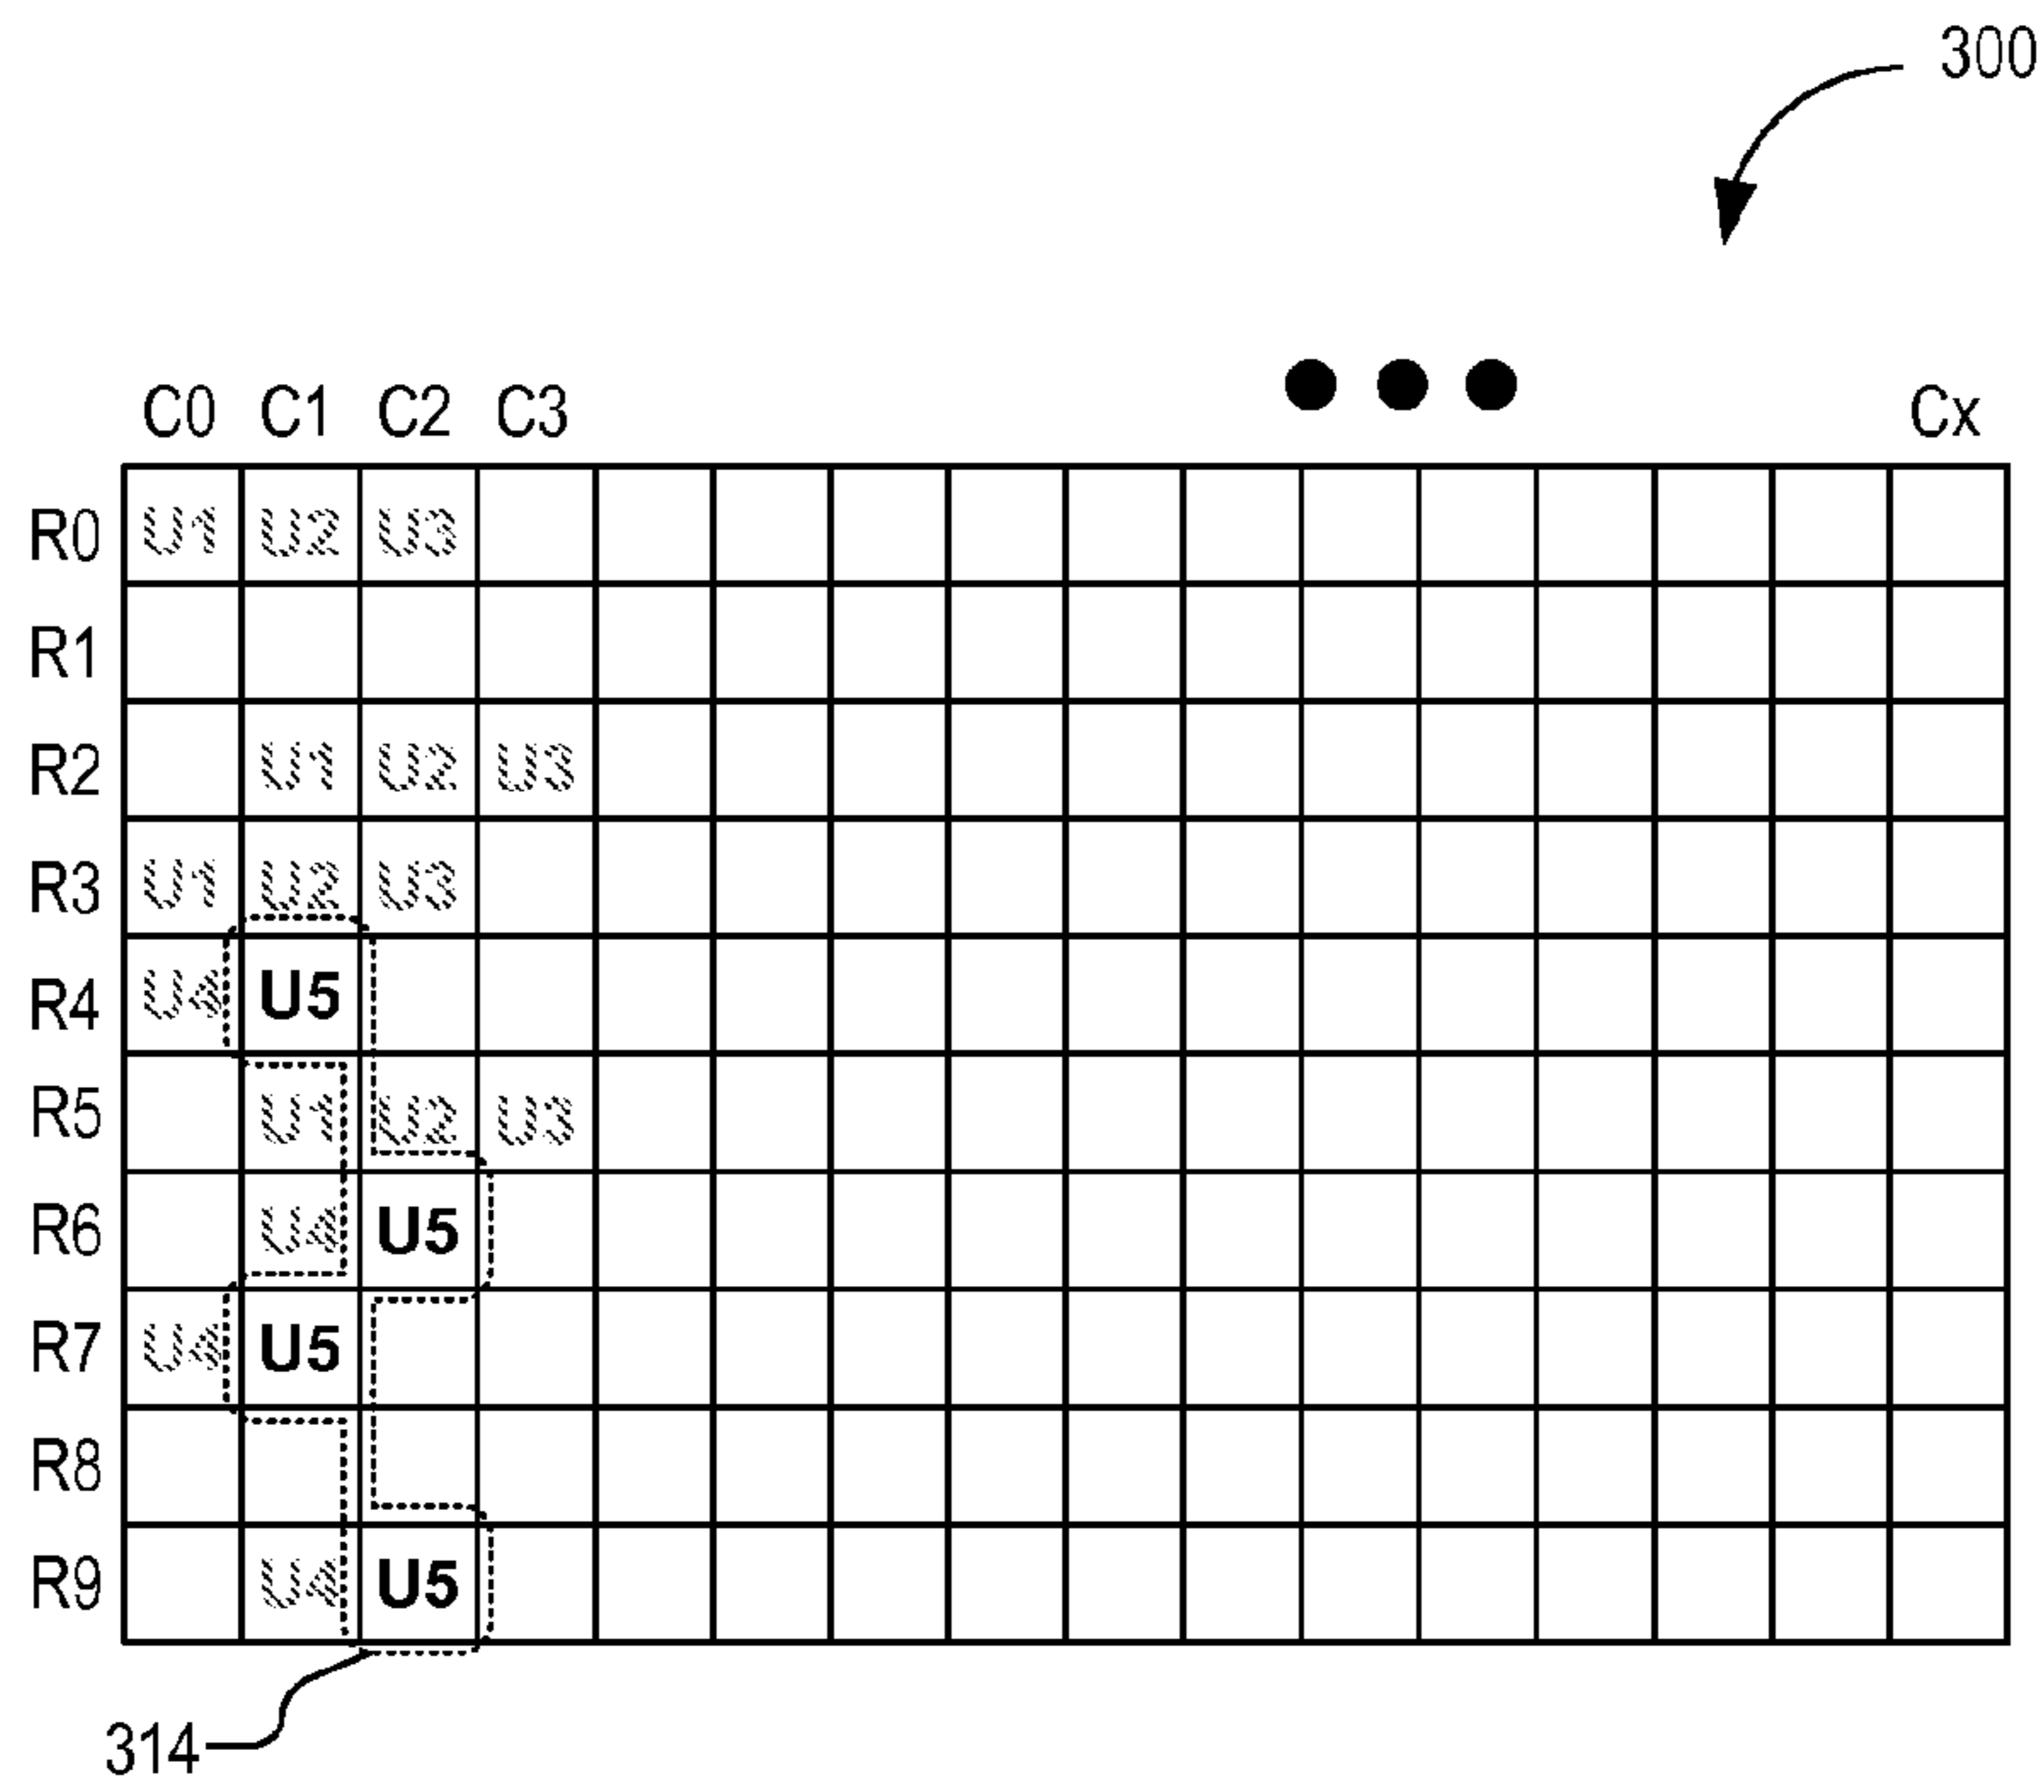 300
C0 C1 C2 C3 Cx
R0 U1 U2 U3
R1
R2 U1 U2 U3
R3 U1 U2 U3
R4 U4 U5
R5 U1 U2 U3
R6 U4 U5
R7 U4 U5
R8
R9 U4 U5
314